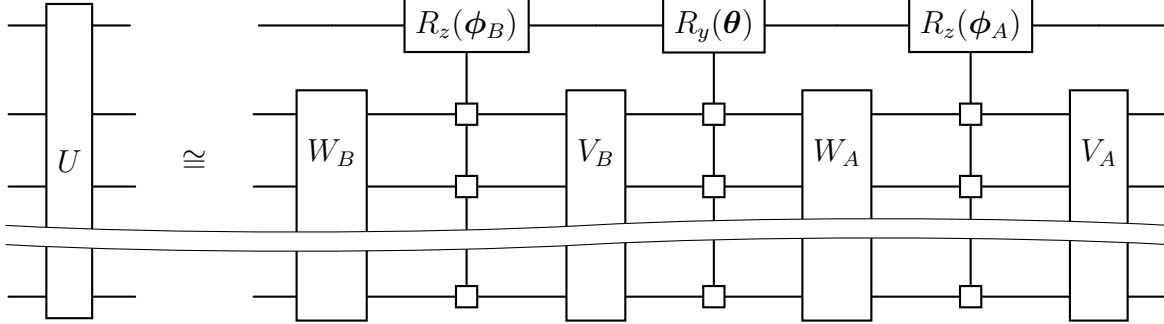 R_z(ϕ_B) R_y(θ) R_z(ϕ_A)
U ≅ W_B V_B W_A V_A